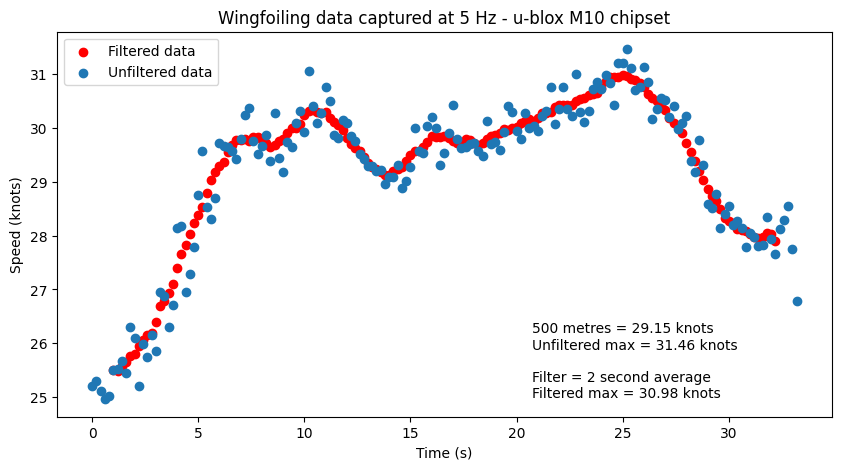 Wingfoiling data captured at 5 Hz - u-blox M10 chipset
Filtered data
Unfiltered data
Speed (knots)
31
30
29
28
27
26
25
500 metres = 29.15 knots
Unfiltered max = 31.46 knots
Filter = 2 second average
Filtered max = 30.98 knots
0 5 10 15 20 25 30
Time (s)